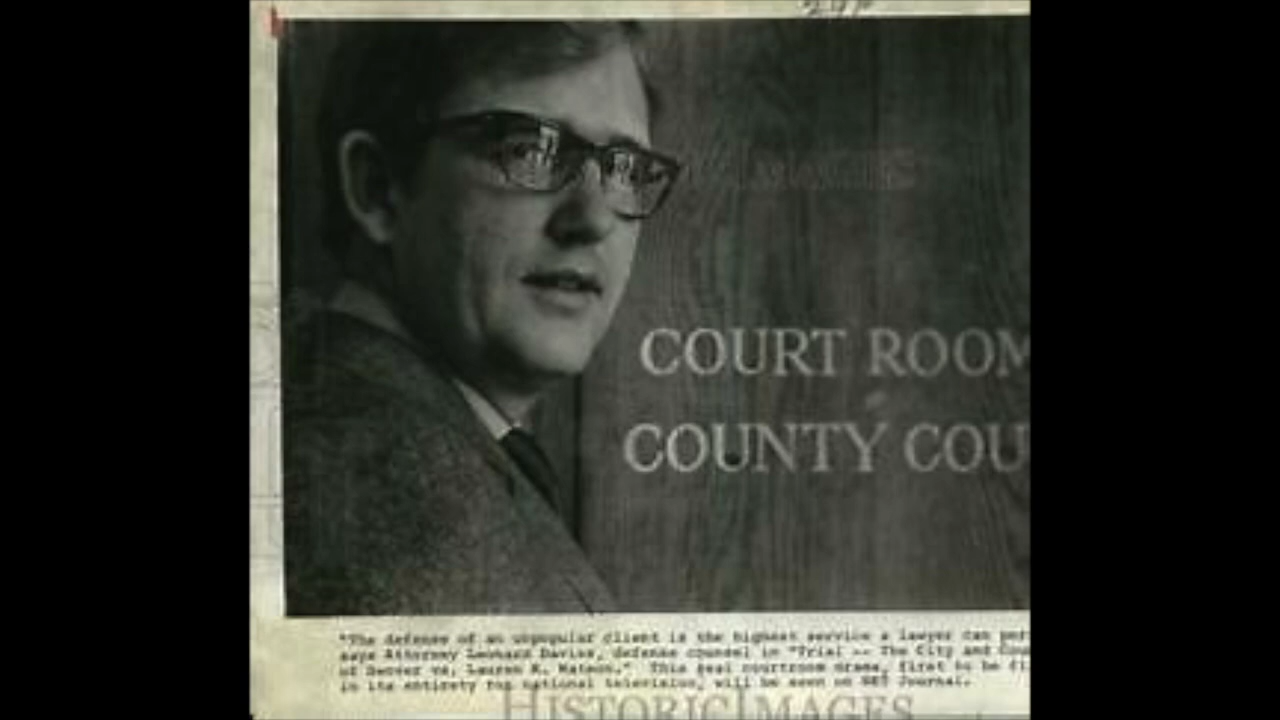 COURT ROOM
COUNTY COU
"The defense of an unpopular client is the highest service a lawyer can per
says Attorney Leonard Davies, defense counsel in "Trial -- The City and Cou
of Denver vs. Lauren R. Watson." This real courtroom drama, first to be fi
in its entirety for national television, will be seen on NET Journal.
HISTORICIMAGES